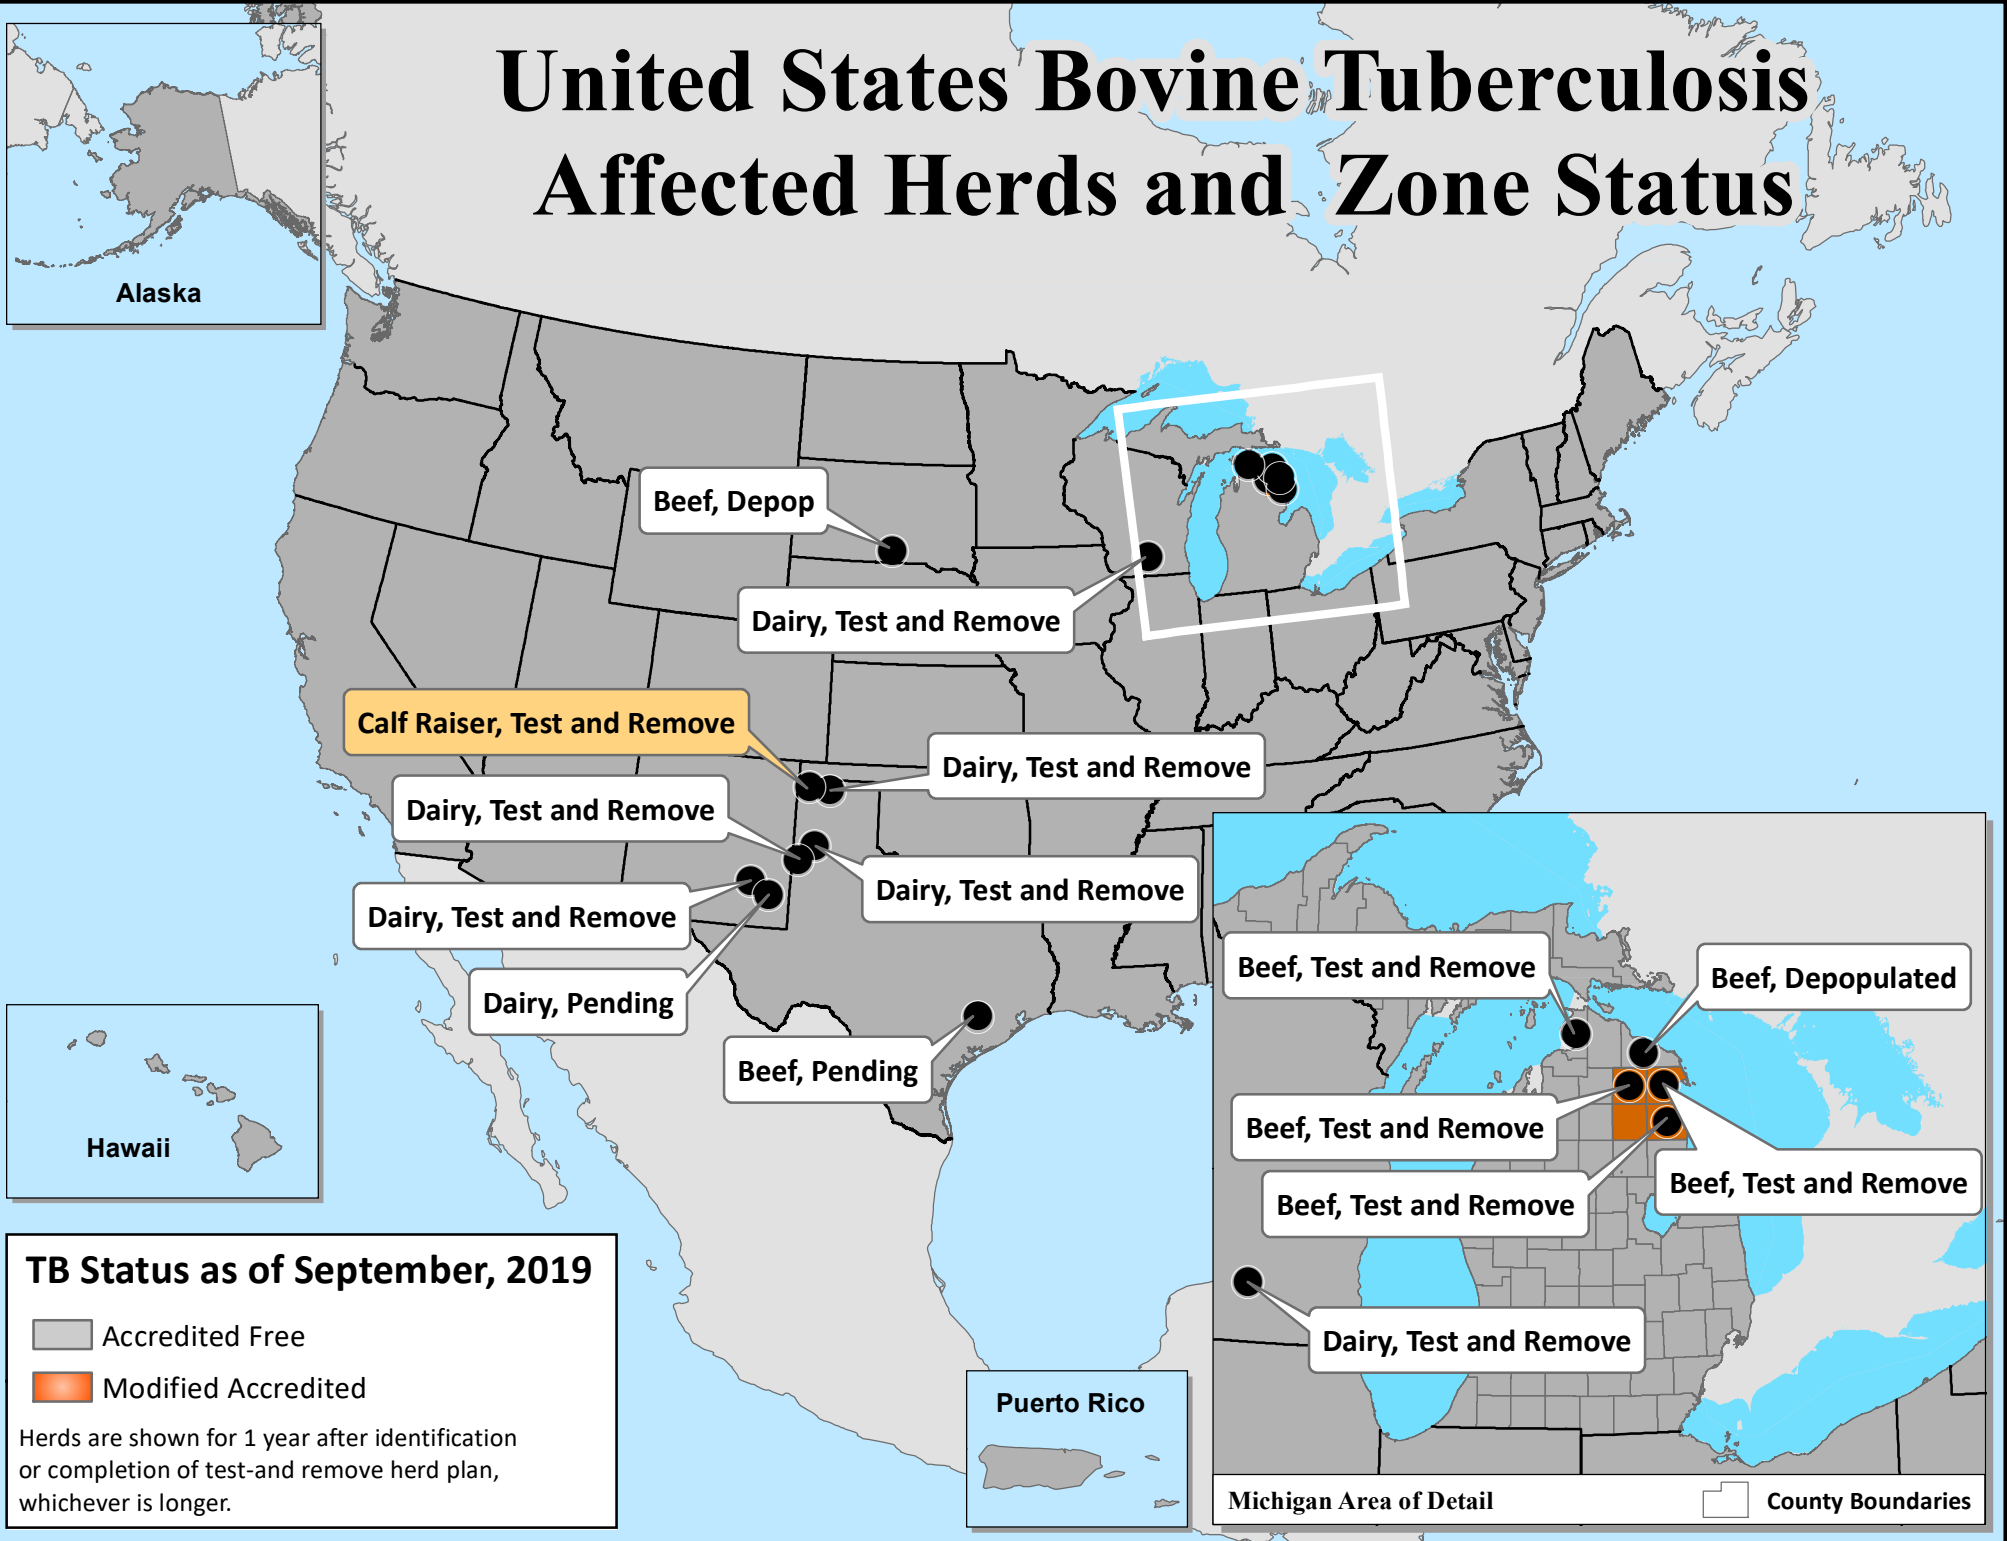 United States Bovine Tuberculosis
Affected Herds and Zone Status
Alaska
Beef, Depop
Dairy, Test and Remove
Calf Raiser, Test and Remove
Dairy, Test and Remove
Dairy, Test and Remove
Dairy, Test and Remove
Dairy, Test and Remove
Dairy, Pending
Beef, Pending
Hawaii
Beef, Test and Remove
Beef, Depopulated
Beef, Test and Remove
Beef, Test and Remove
Beef, Test and Remove
Dairy, Test and Remove
TB Status as of September, 2019
Accredited Free
Modified Accredited
Herds are shown for 1 year after identification
or completion of test-and remove herd plan,
whichever is longer.
Puerto Rico
Michigan Area of Detail
County Boundaries